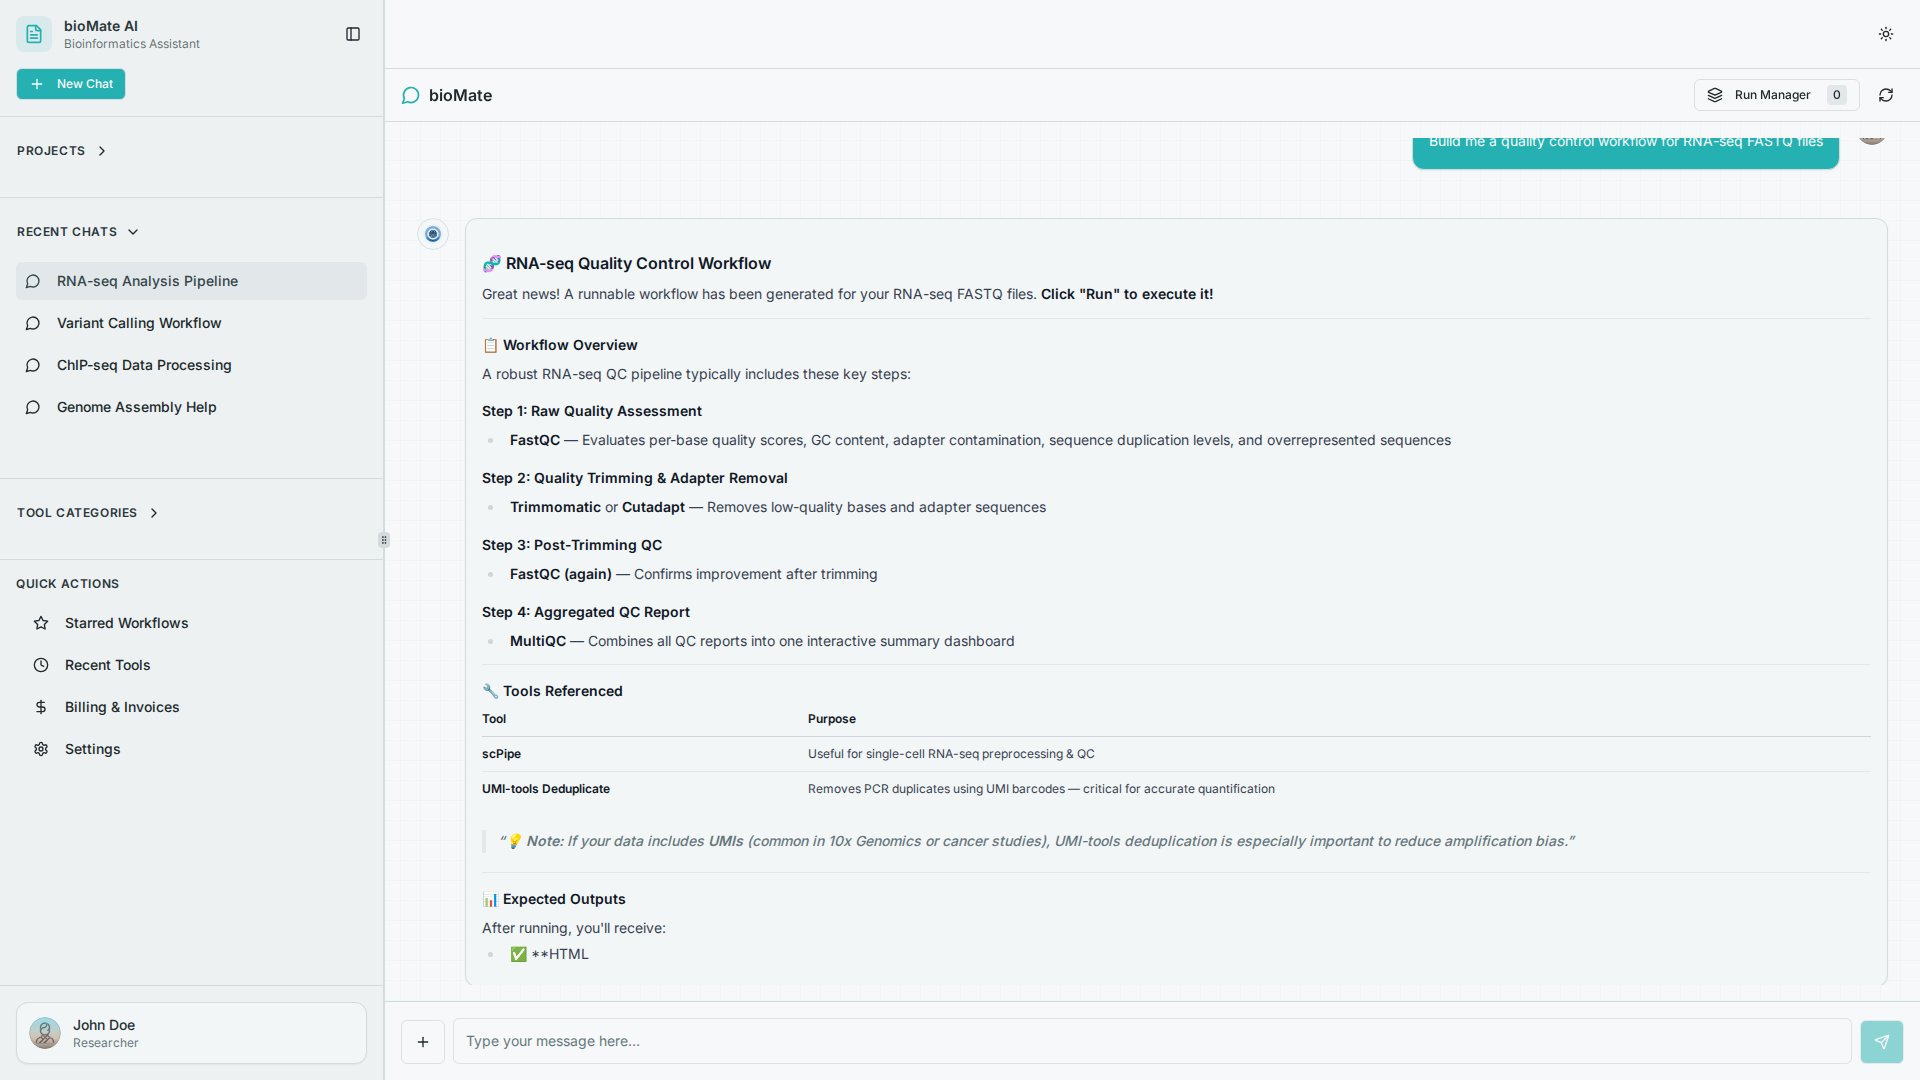 bioMate AI
Bioinformatics Assistant
New Chat
PROJECTS
RECENT CHATS
RNA-seq Analysis Pipeline
Variant Calling Workflow
ChIP-seq Data Processing
Genome Assembly Help
TOOL CATEGORIES
QUICK ACTIONS
Starred Workflows
Recent Tools
Billing & Invoices
Settings
John Doe
Researcher
bioMate
Run Manager 0
Build me a quality control workflow for RNA-seq FASTQ files
🧬 RNA-seq Quality Control Workflow
Great news! A runnable workflow has been generated for your RNA-seq FASTQ files. Click "Run" to execute it!
📋 Workflow Overview
A robust RNA-seq QC pipeline typically includes these key steps:
Step 1: Raw Quality Assessment
FastQC — Evaluates per-base quality scores, GC content, adapter contamination, sequence duplication levels, and overrepresented sequences
Step 2: Quality Trimming & Adapter Removal
Trimmomatic or Cutadapt — Removes low-quality bases and adapter sequences
Step 3: Post-Trimming QC
FastQC (again) — Confirms improvement after trimming
Step 4: Aggregated QC Report
MultiQC — Combines all QC reports into one interactive summary dashboard
🔧 Tools Referenced
Tool Purpose
scPipe Useful for single-cell RNA-seq preprocessing & QC
UMI-tools Deduplicate Removes PCR duplicates using UMI barcodes — critical for accurate quantification
“💡 Note: If your data includes UMIs (common in 10x Genomics or cancer studies), UMI-tools deduplication is especially important to reduce amplification bias.”
📊 Expected Outputs
After running, you'll receive:
✅ **HTML
Type your message here...